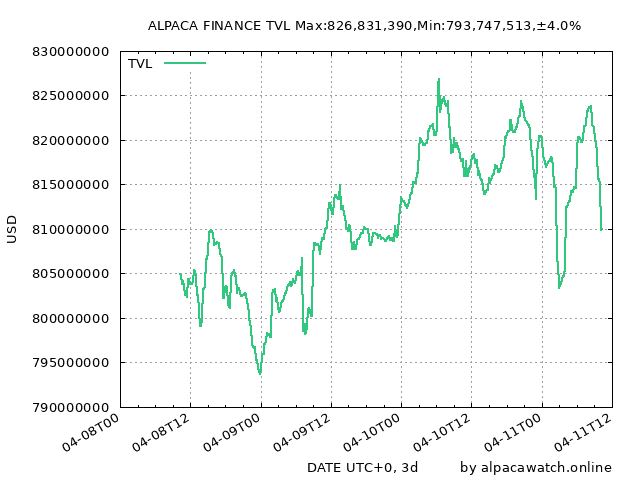 ALPACA FINANCE TVL Max:826,831,390,Min:793,747,513,±4.0%
830000000
TVL
825000000
820000000
815000000
810000000
805000000
800000000
795000000
790000000
USD
04-08T00
04-08T12
04-09T00
04-09T12
04-10T00
04-10T12
04-11T00
04-11T12
DATE UTC+0, 3d
by alpacawatch.online